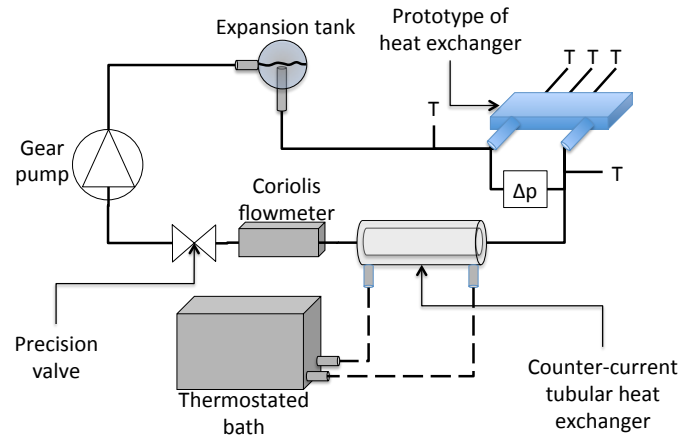 Expansion tank
Prototype of
heat exchanger
T T T
T
Gear
pump
Coriolis
flowmeter
Δp
T
Precision
valve
Thermostated
bath
Counter-current
tubular heat
exchanger